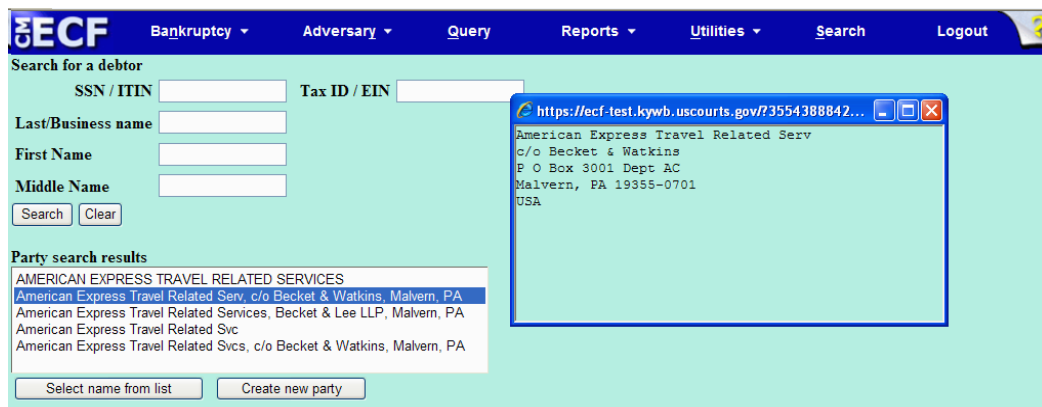 CM ECF Bankruptcy Adversary Query Reports Utilities Search Logout ?
Search for a debtor
SSN / ITIN Tax ID / EIN
Last/Business name
First Name
Middle Name
Search Clear
Party search results
AMERICAN EXPRESS TRAVEL RELATED SERVICES
American Express Travel Related Serv, c/o Becket & Watkins, Malvern, PA
American Express Travel Related Services, Becket & Lee LLP, Malvern, PA
American Express Travel Related Svc
American Express Travel Related Svcs, c/o Becket & Watkins, Malvern, PA
Select name from list Create new party
https://ecf-test.kywb.uscourts.gov/?3554388842...
American Express Travel Related Serv
c/o Becket & Watkins
P O Box 3001 Dept AC
Malvern, PA 19355-0701
USA